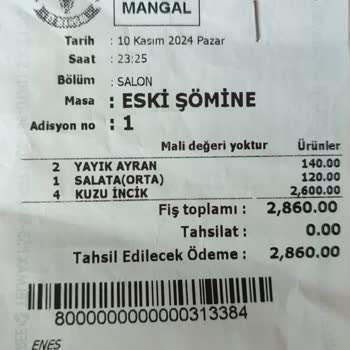 MANGAL
Tarih : 10 Kasım 2024 Pazar
Saat : 23:25
Bölüm : SALON
Masa : ESKİ ŞÖMİNE
Adisyon no : 1
Mali değeri yoktur Ürünler
2 YAYIK AYRAN 140.00
1 SALATA(ORTA) 120.00
4 KUZU İNCİK 2,600.00
Fiş toplamı : 2,860.00
Tahsilat : 0.00
Tahsil Edilecek Ödeme : 2,860.00
8000000000000313384
ENES